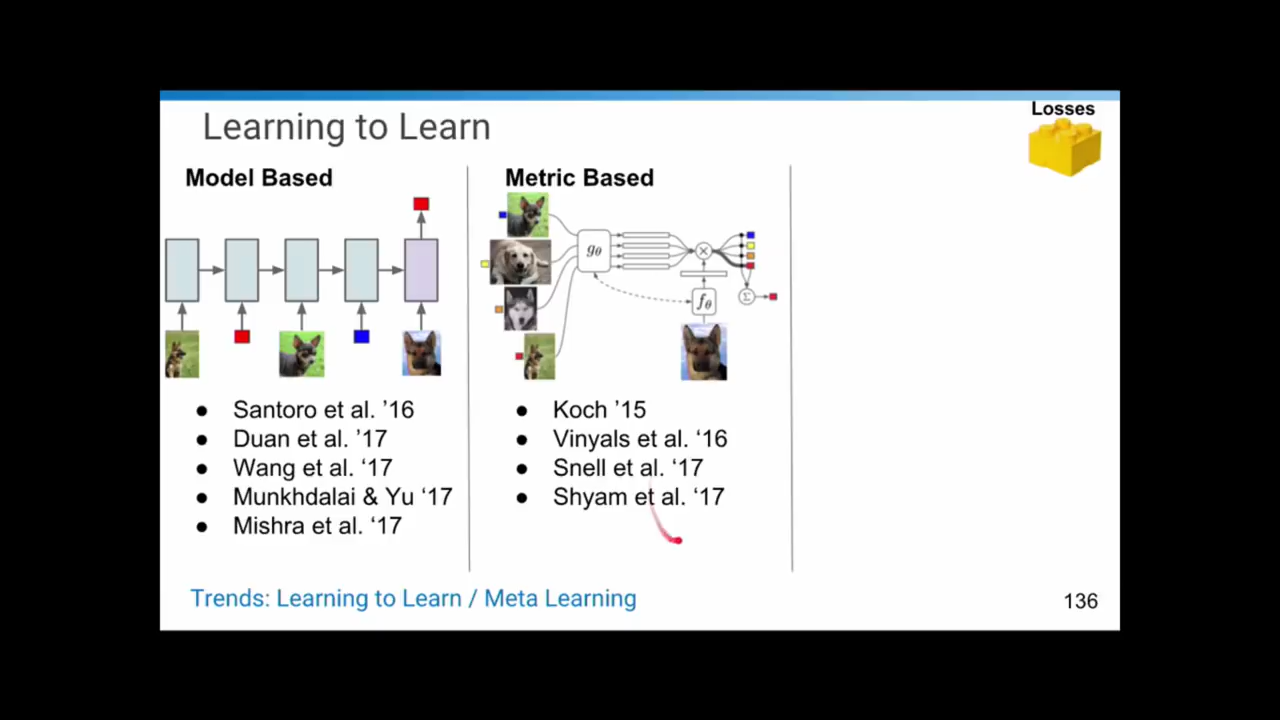 Losses
Learning to Learn
Model Based
Santoro et al. ’16
Duan et al. ’17
Wang et al. ‘17
Munkhdalai & Yu ‘17
Mishra et al. ‘17
Metric Based
gθ
fθ
Σ
Koch ’15
Vinyals et al. ‘16
Snell et al. ‘17
Shyam et al. ‘17
Trends: Learning to Learn / Meta Learning
136